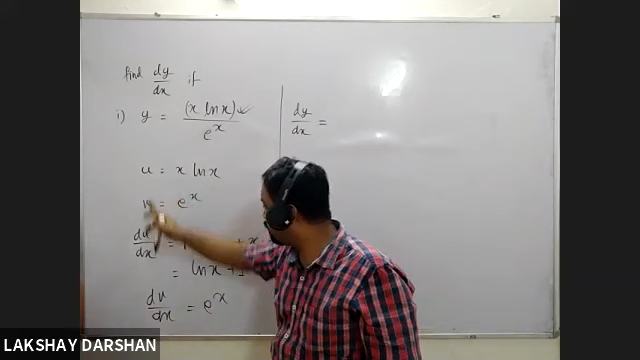 find dy/dx if
i) y = (x ln x) / e^x
u = x ln x
v = e^x
du/dx =
= ln x + 1
dv/dx = e^x
dy/dx =
LAKSHAY DARSHAN